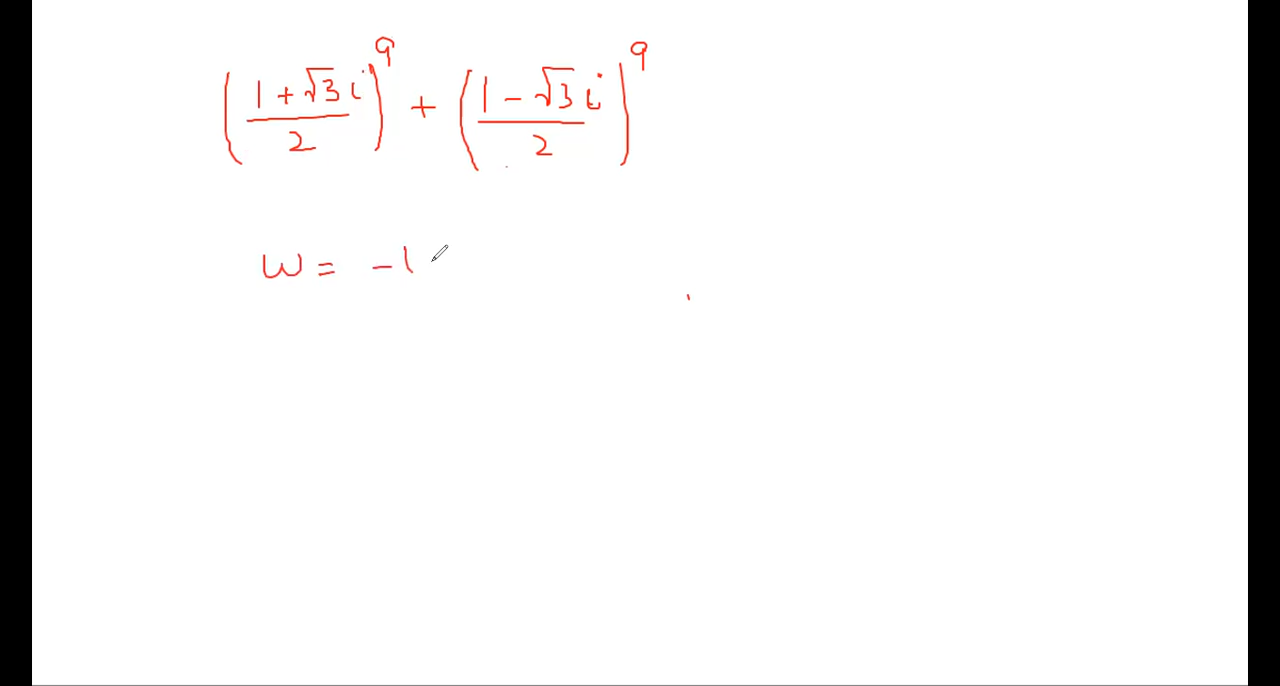 ((1 + √3 i)/2)^9 + ((1 - √3 i)/2)^9
w = -1